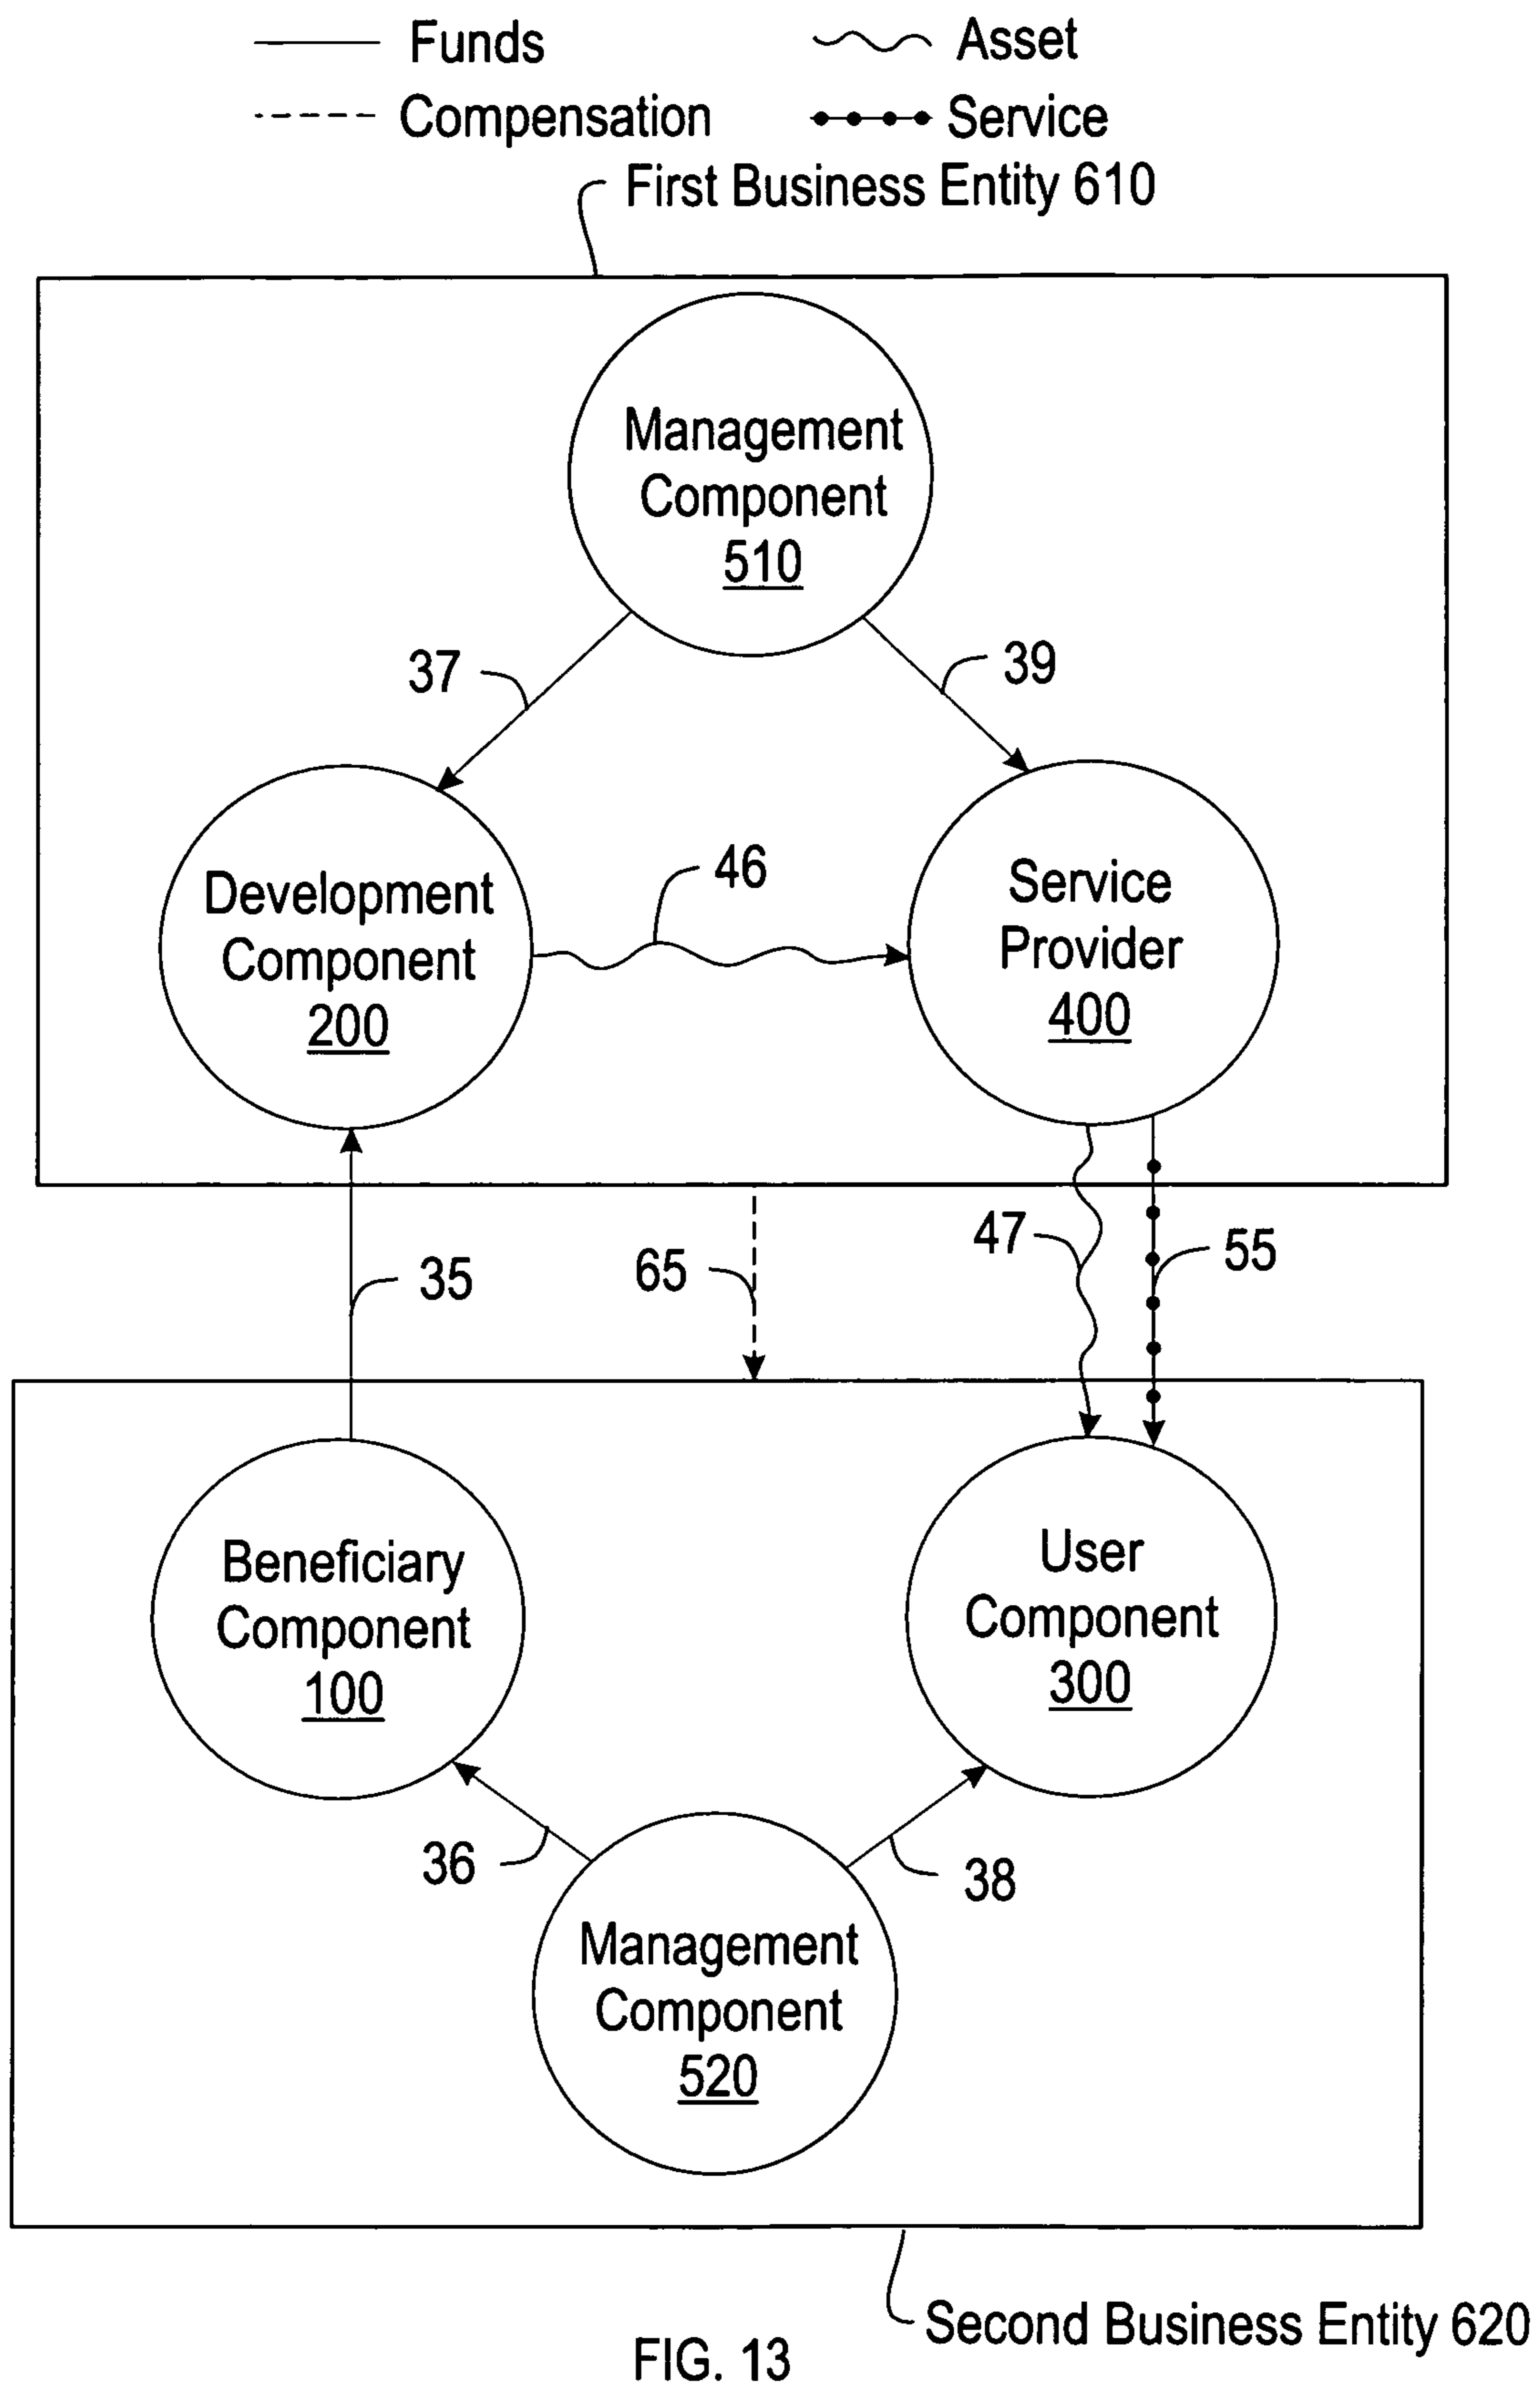 Funds
Asset
Compensation
Service
First Business Entity 610
Management
Component
510
37
39
Development
Component
200
46
Service
Provider
400
35
65
47
55
Beneficiary
Component
100
User
Component
300
36
38
Management
Component
520
Second Business Entity 620
FIG. 13